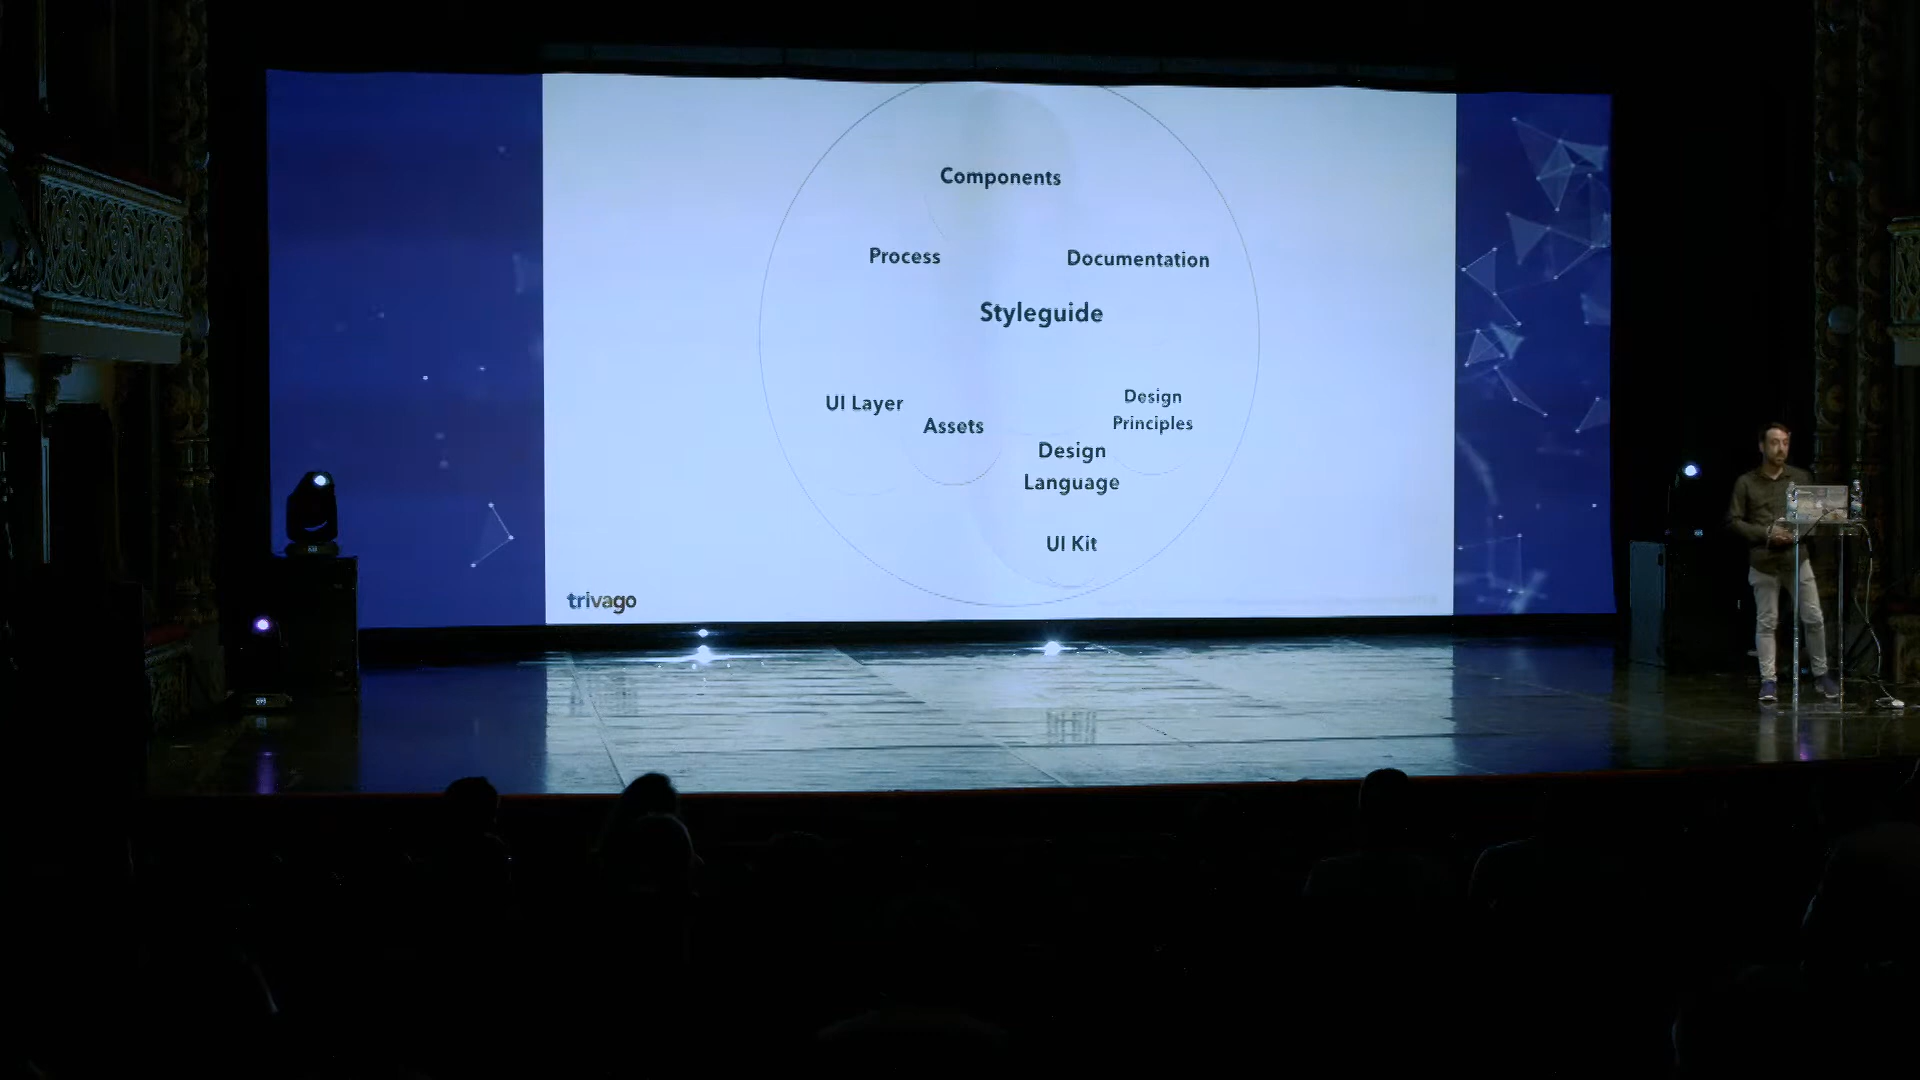 Components
Process
Documentation
Styleguide
UI Layer
Assets
Design
Principles
Design
Language
UI Kit
trivago